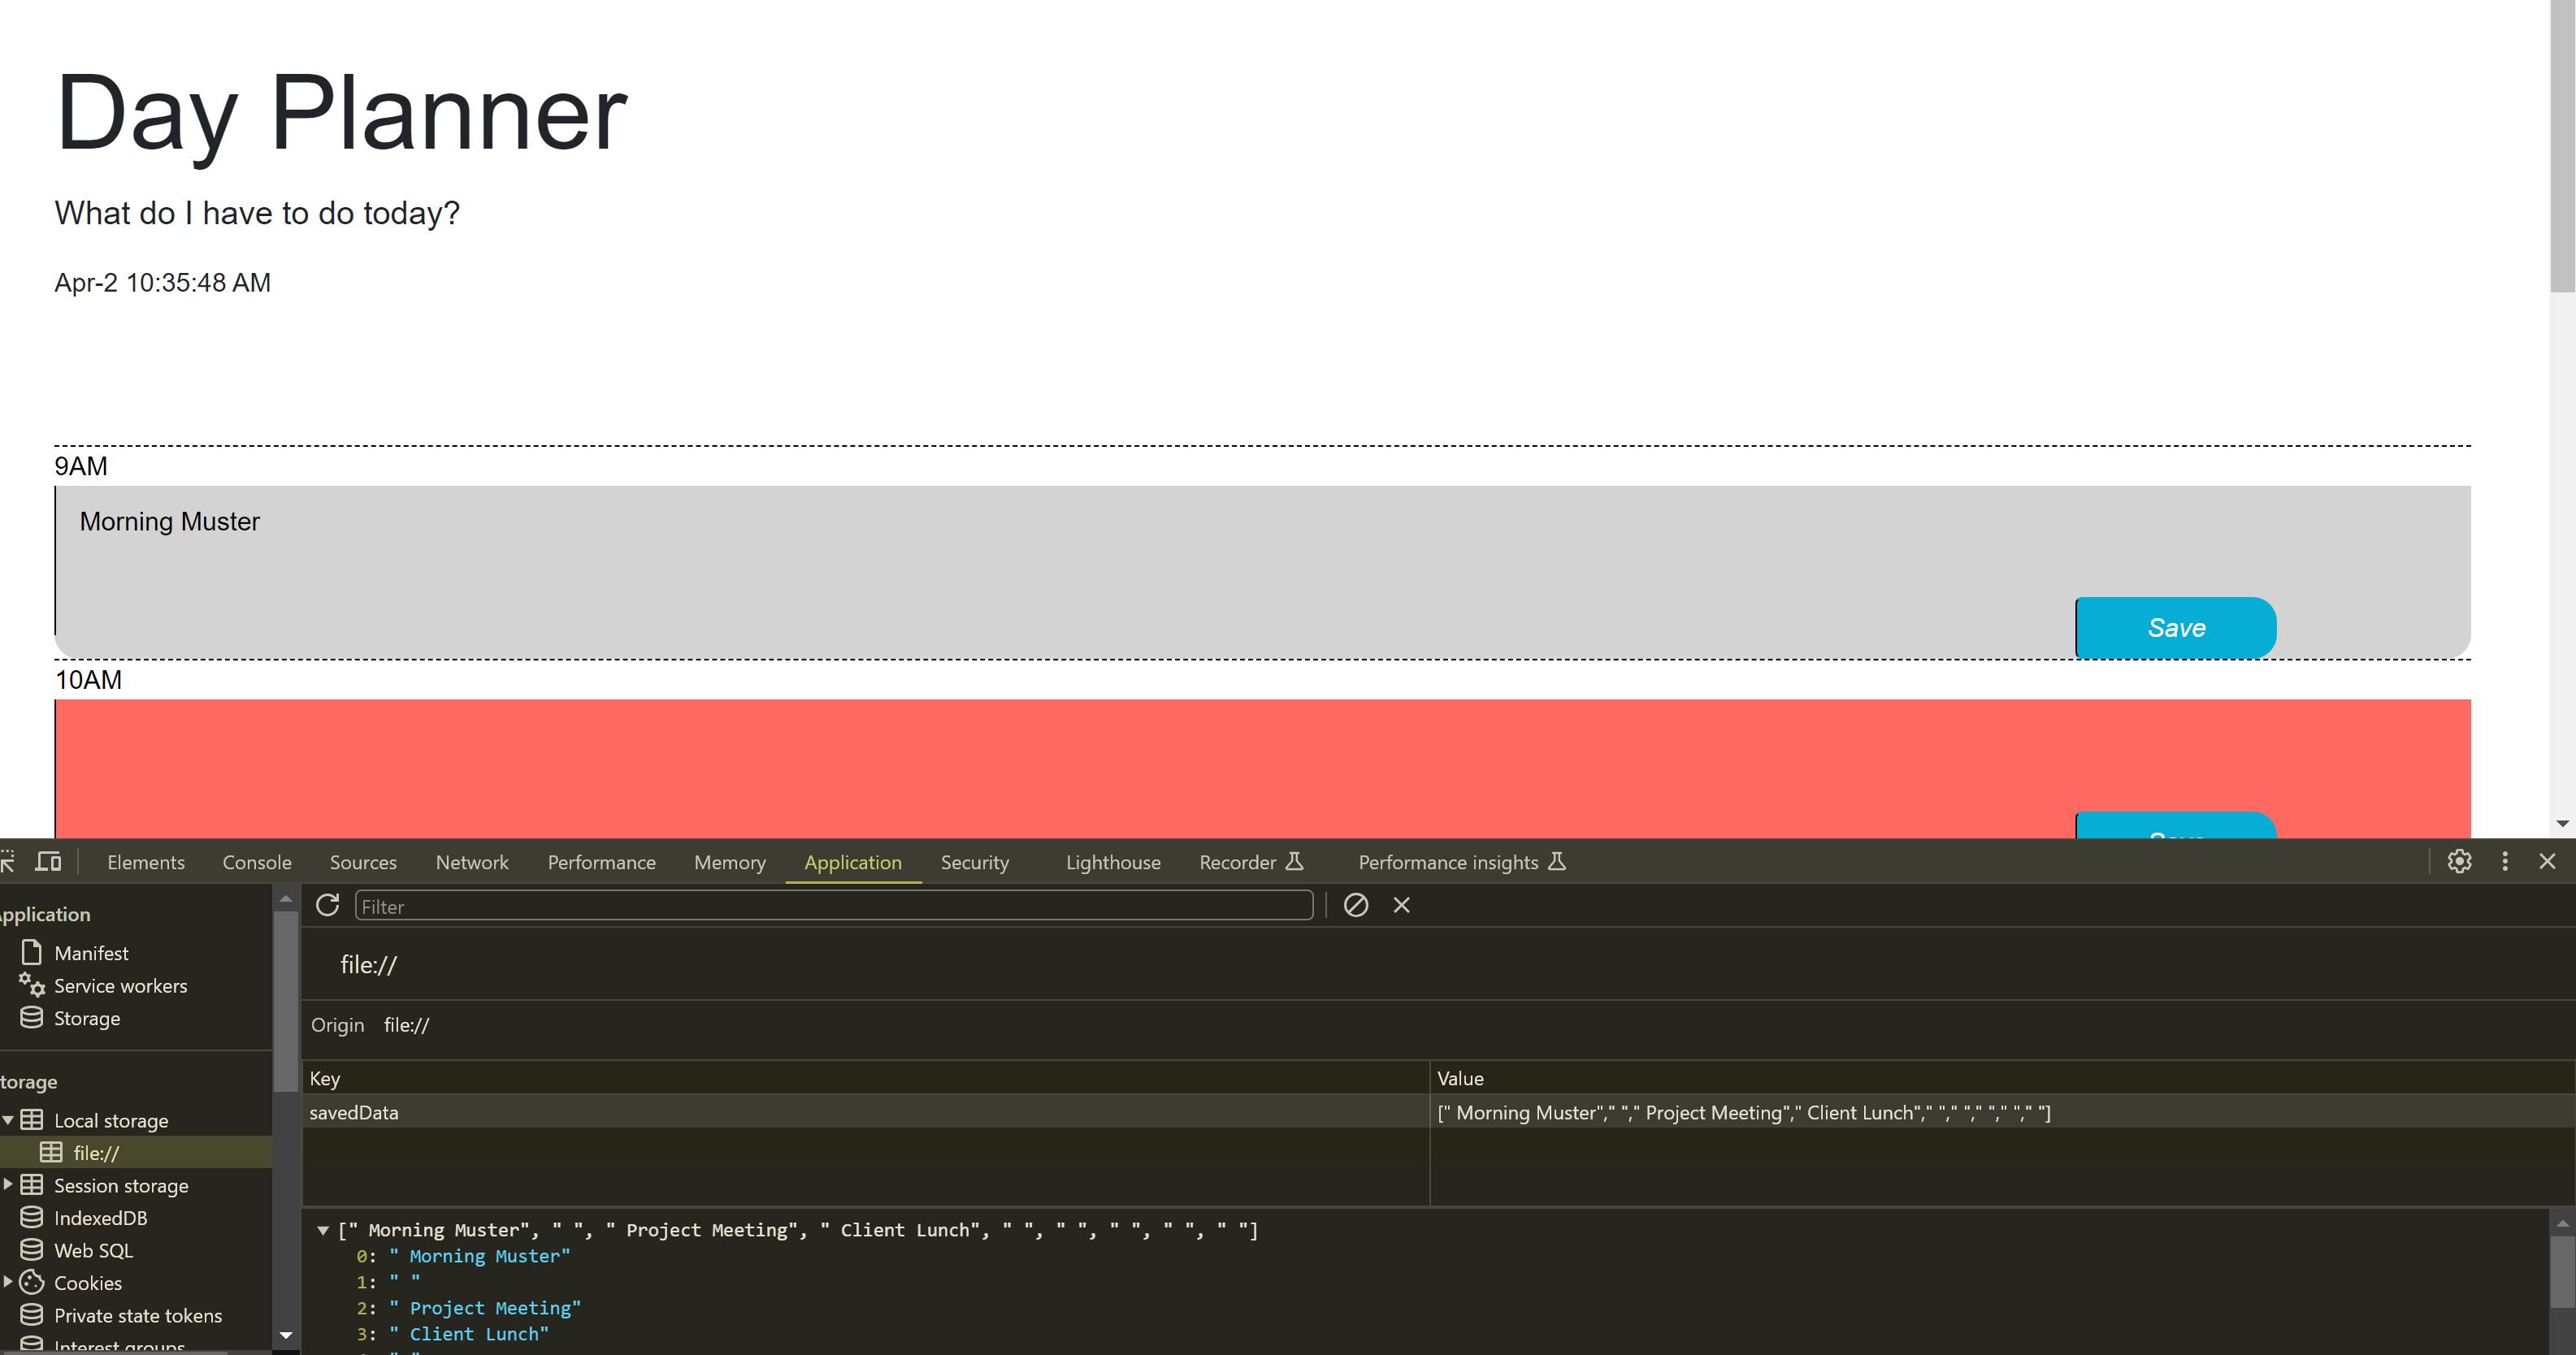 Day Planner
What do I have to do today?
Apr-2 10:35:48 AM
9AM
Morning Muster
Save
10AM
Elements Console Sources Network Performance Memory Application Security Lighthouse Recorder Performance insights
pplication
Manifest
Service workers
Storage
torage
Local storage
file://
Session storage
IndexedDB
Web SQL
Cookies
Private state tokens
Interest groups
Filter
file://
Origin file://
Key Value
savedData [" Morning Muster"," "," Project Meeting"," Client Lunch"," "," "," "," "," "]
[" Morning Muster", " ", " Project Meeting", " Client Lunch", " ", " ", " ", " ", " "]
0: " Morning Muster"
1: " "
2: " Project Meeting"
3: " Client Lunch"